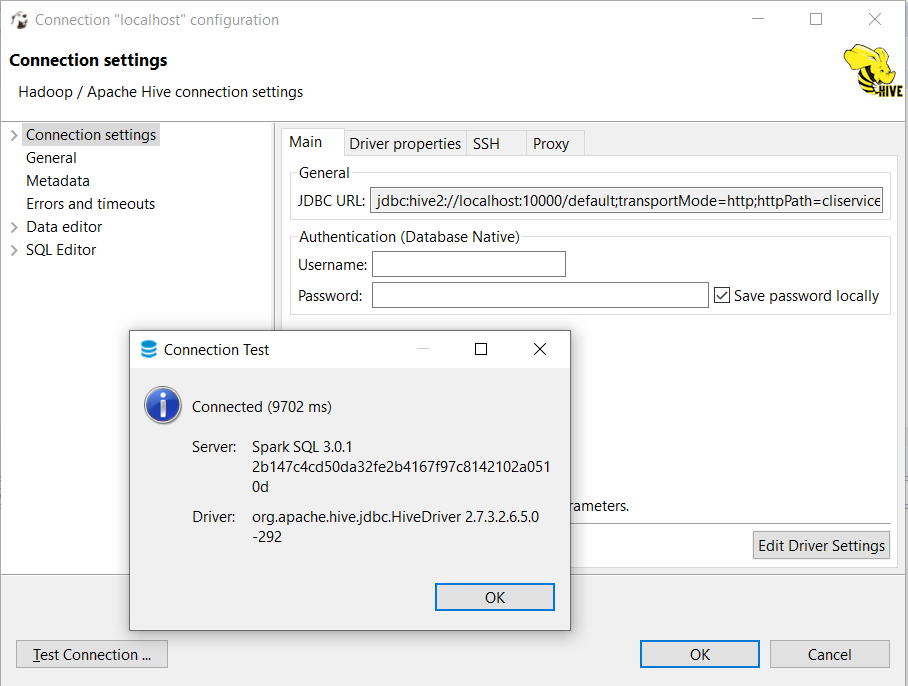 Connection "localhost" configuration
Connection settings
Hadoop / Apache Hive connection settings
HIVE
Connection settings
General
Metadata
Errors and timeouts
Data editor
SQL Editor
Main Driver properties SSH Proxy
General
JDBC URL: jdbc:hive2://localhost:10000/default;transportMode=http;httpPath=cliservice
Authentication (Database Native)
Username:
Password: Save password locally
Connection Test
Connected (9702 ms)
Server: Spark SQL 3.0.1
2b147c4cd50da32fe2b4167f97c8142102a051
0d
Driver: org.apache.hive.jdbc.HiveDriver 2.7.3.2.6.5.0
-292
OK
rameters.
Edit Driver Settings
Test Connection ... OK Cancel